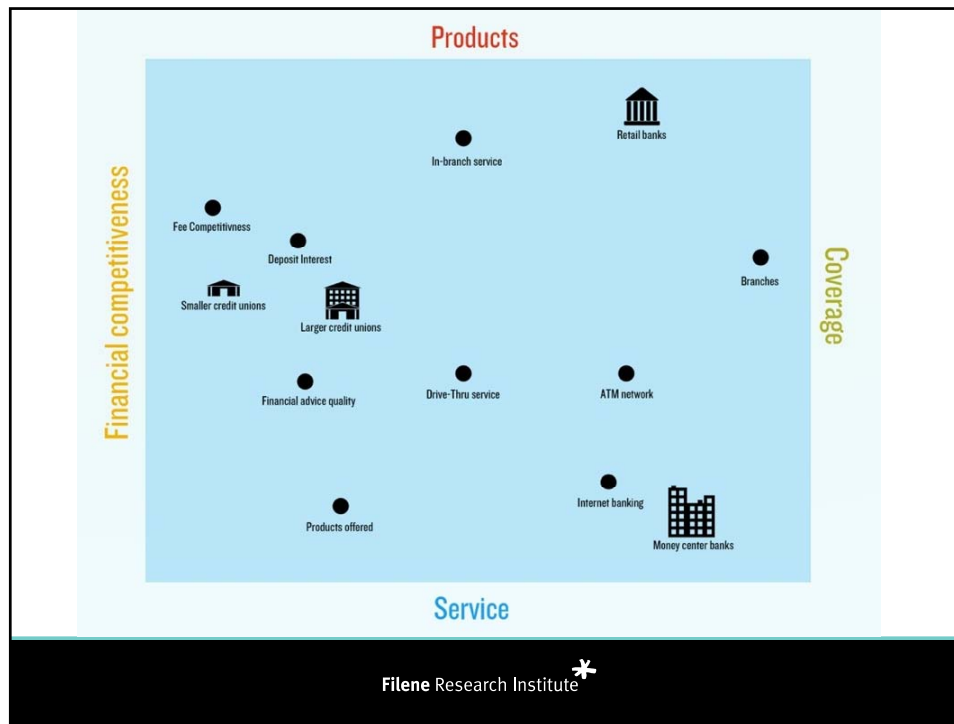 Products
Retail banks
In-branch service
Fee Competitivness
Deposit Interest
Branches
Smaller credit unions
Larger credit unions
Financial competitiveness
Coverage
Financial advice quality
Drive-Thru service
ATM network
Internet banking
Products offered
Money center banks
Service
Filene Research Institute